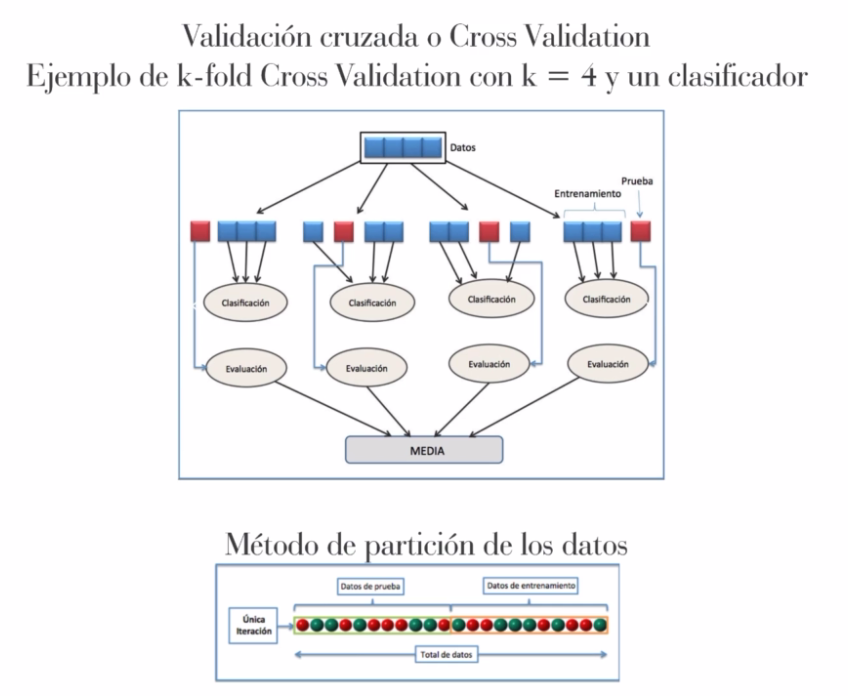 Validación cruzada o Cross Validation
Ejemplo de k-fold Cross Validation con k = 4 y un clasificador
Datos
Prueba
Entrenamiento
Clasificación
Clasificación
Clasificación
Clasificación
Evaluación
Evaluación
Evaluación
Evaluación
MEDIA
Método de partición de los datos
Datos de prueba
Datos de entrenamiento
Única
Iteración
Total de datos